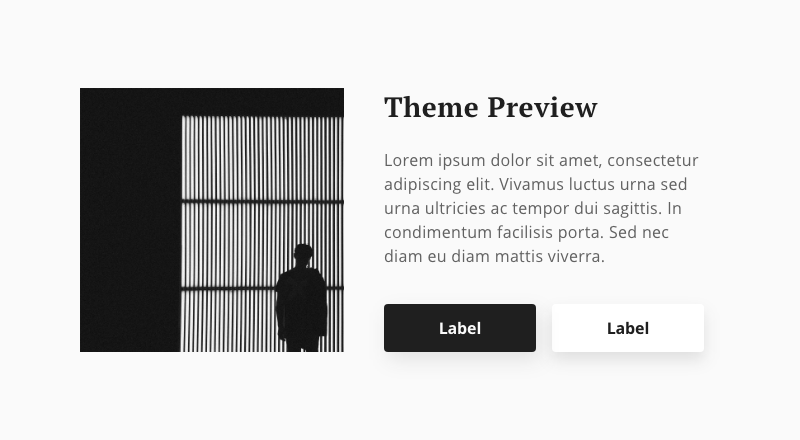 Theme Preview
Lorem ipsum dolor sit amet, consectetur
adipiscing elit. Vivamus luctus urna sed
urna ultricies ac tempor dui sagittis. In
condimentum facilisis porta. Sed nec
diam eu diam mattis viverra.
Label
Label